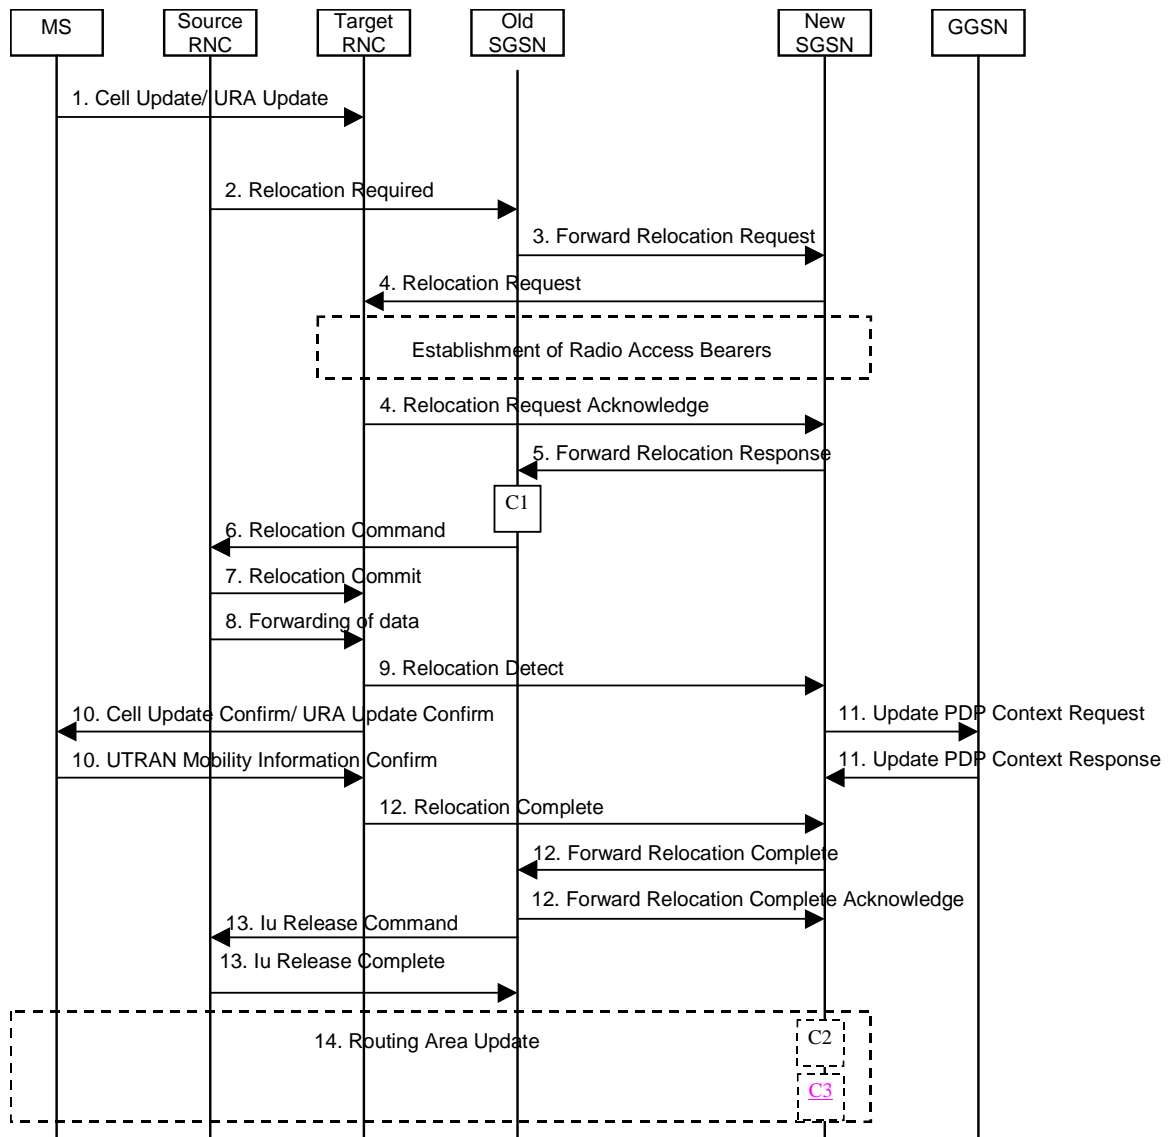 MS
Source
RNC
Target
RNC
Old
SGSN
New
SGSN
GGSN
1. Cell Update/ URA Update
2. Relocation Required
3. Forward Relocation Request
4. Relocation Request
Establishment of Radio Access Bearers
4. Relocation Request Acknowledge
5. Forward Relocation Response
C1
6. Relocation Command
7. Relocation Commit
8. Forwarding of data
9. Relocation Detect
10. Cell Update Confirm/ URA Update Confirm
11. Update PDP Context Request
10. UTRAN Mobility Information Confirm
11. Update PDP Context Response
12. Relocation Complete
12. Forward Relocation Complete
12. Forward Relocation Complete Acknowledge
13. Iu Release Command
13. Iu Release Complete
14. Routing Area Update
C2
C3